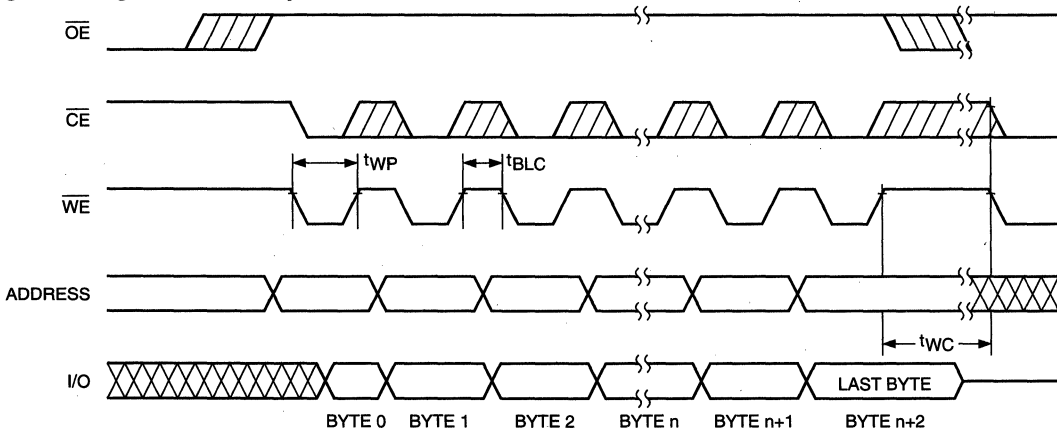 OE
CE
tWP
tBLC
WE
ADDRESS
tWC
I/O
LAST BYTE
BYTE 0 BYTE 1 BYTE 2 BYTE n BYTE n+1 BYTE n+2